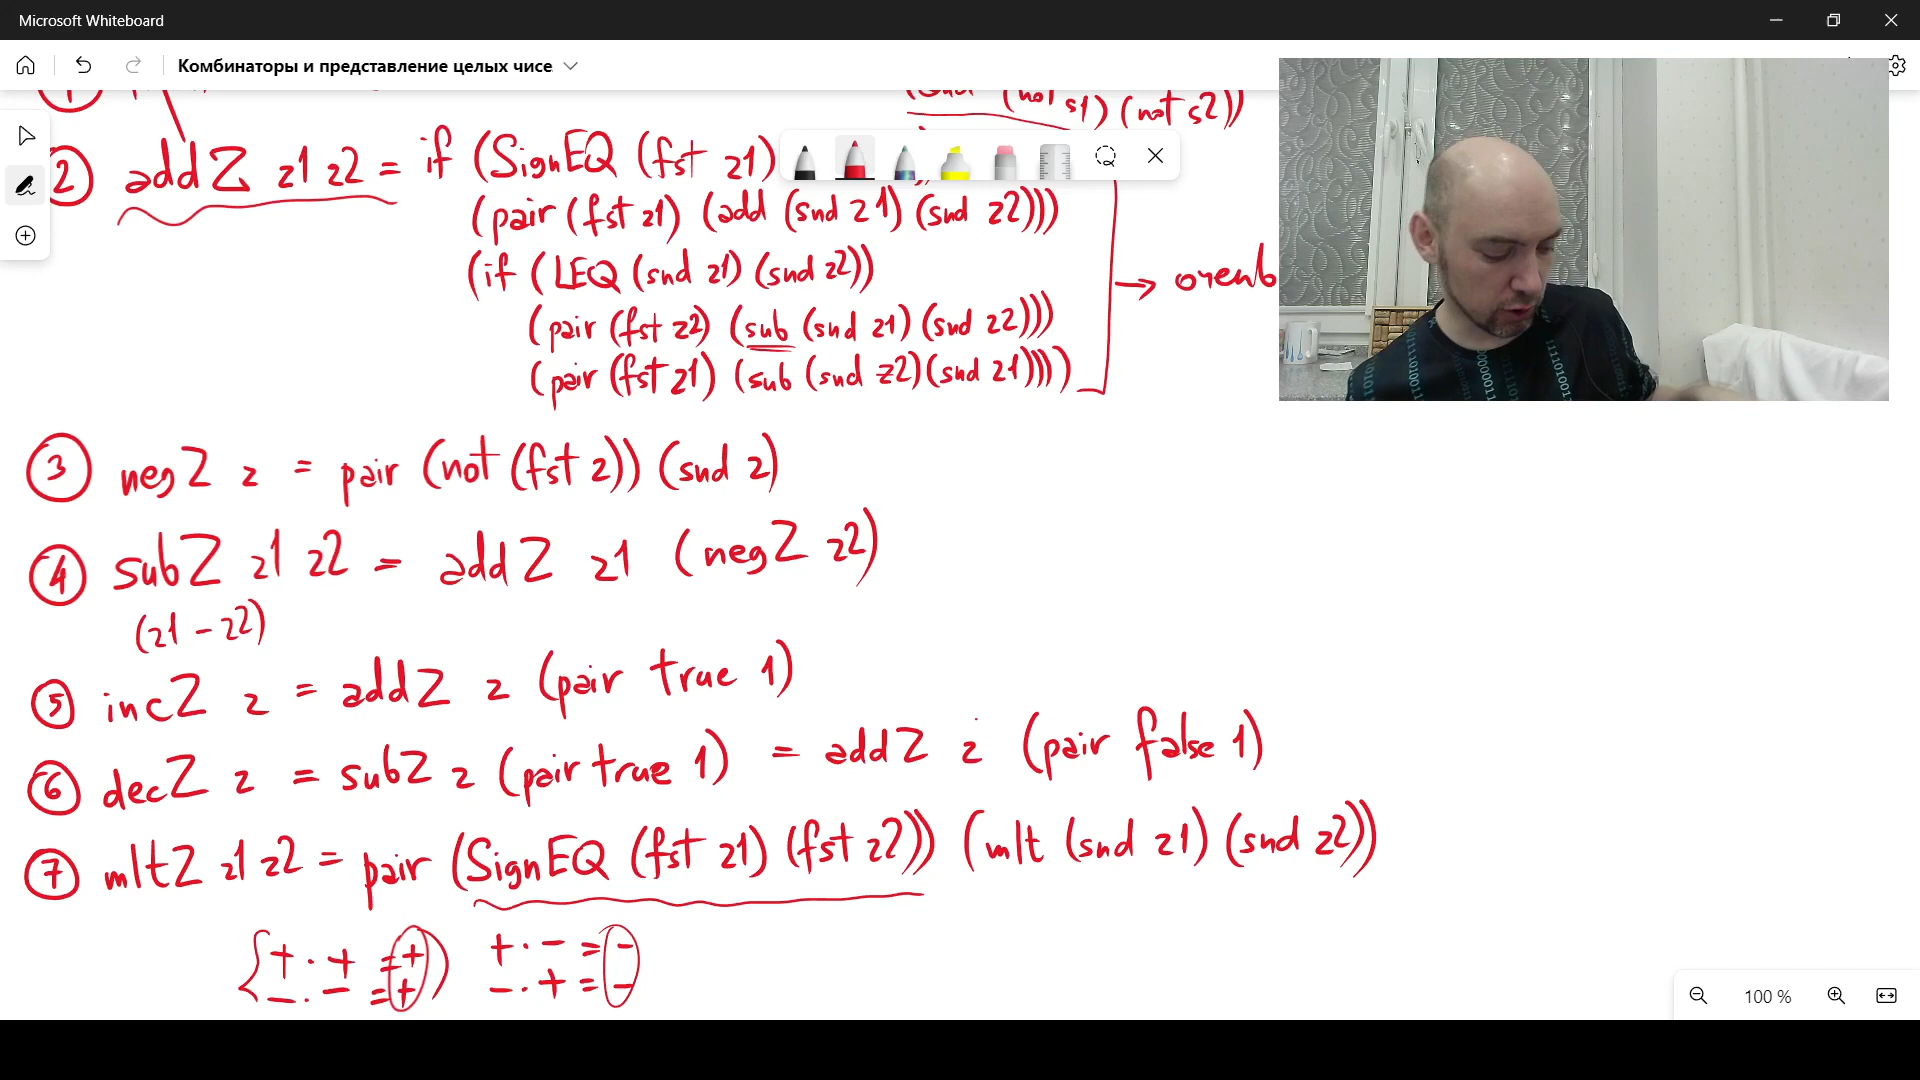 Microsoft Whiteboard
Комбинаторы и представление целых чисе
(not s1) (not s2))
2 addZ z1 z2 = if (SignEQ (fst z1)
(pair (fst z1) (add (snd z1) (snd z2)))
(if (LEQ (snd z1) (snd z2))
→ очень
(pair (fst z2) (sub (snd z1) (snd z2)))
(pair (fst z1) (sub (snd z2) (snd z1))))
3 negZ z = pair (not (fst z)) (snd z)
4 subZ z1 z2 = addZ z1 (negZ z2)
(z1 - z2)
5 incZ z = addZ z (pair true 1)
6 decZ z = subZ z (pair true 1) = addZ z (pair false 1)
7 mltZ z1 z2 = pair (SignEQ (fst z1) (fst z2)) (mlt (snd z1) (snd z2))
+ · + = + + · - = -
- · - = + - · + = -
100 %